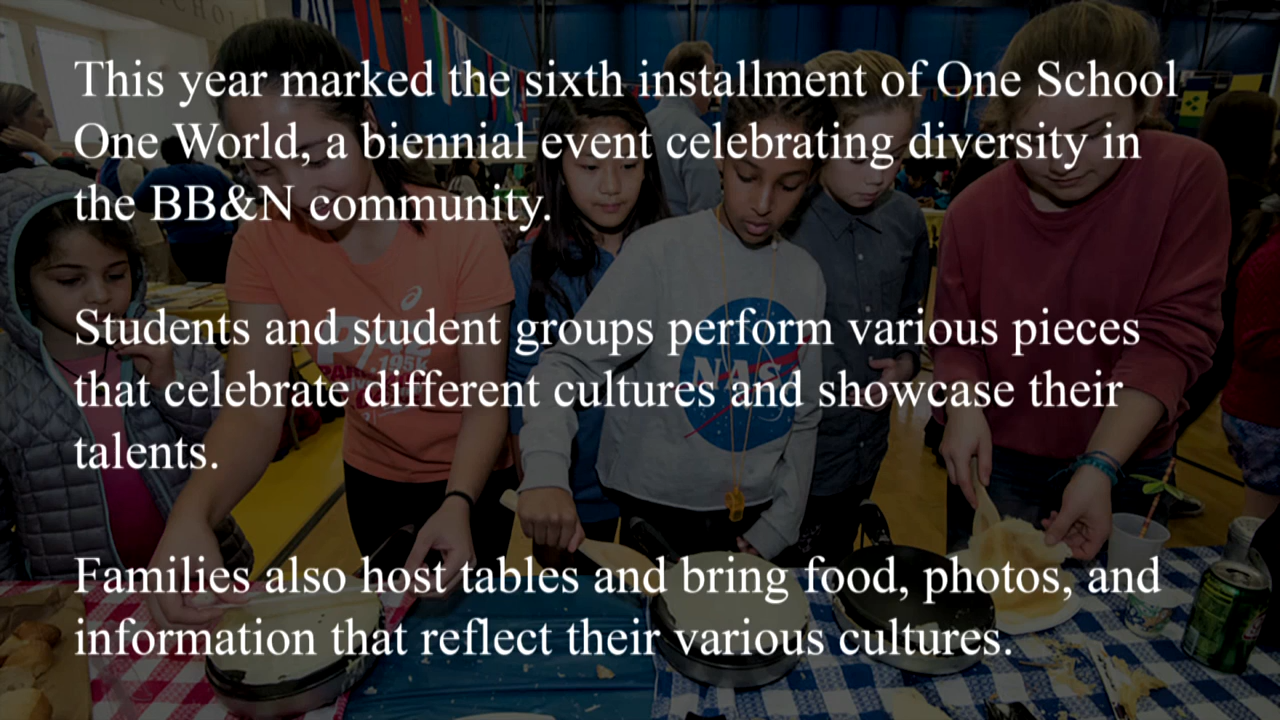 This year marked the sixth installment of One School
One World, a biennial event celebrating diversity in
the BB&N community.
Students and student groups perform various pieces
that celebrate different cultures and showcase their
talents.
Families also host tables and bring food, photos, and
information that reflect their various cultures.
NASA